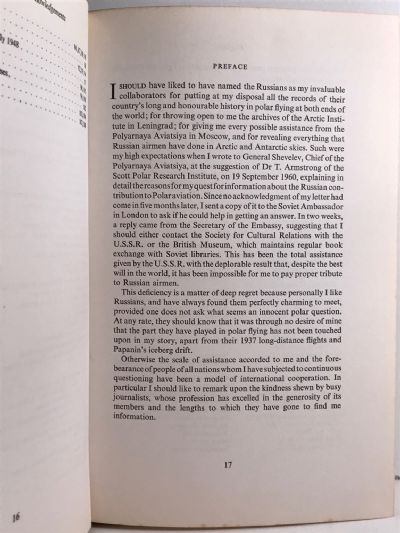 ly 1948
16
PREFACE
I SHOULD have liked to have named the Russians as my invaluable
collaborators for putting at my disposal all the records of their
country's long and honourable history in polar flying at both ends of
the world; for throwing open to me the archives of the Arctic Insti-
tute in Leningrad; for giving me every possible assistance from the
Polyarnaya Aviatsiya in Moscow, and for revealing everything that
Russian airmen have done in Arctic and Antarctic skies. Such were
my high expectations when I wrote to General Shevelev, Chief of the
Polyarnaya Aviatsiya, at the suggestion of Dr T. Armstrong of the
Scott Polar Research Institute, on 19 September 1960, explaining in
detail the reasons for my quest for information about the Russian con-
tribution to Polar aviation. Since no acknowledgment of my letter had
come in five months later, I sent a copy of it to the Soviet Ambassador
in London to ask if he could help in getting an answer. In two weeks,
a reply came from the Secretary of the Embassy, suggesting that I
should either contact the Society for Cultural Relations with the
U.S.S.R. or the British Museum, which maintains regular book
exchange with Soviet libraries. This has been the total assistance
given by the U.S.S.R. with the deplorable result that, despite the best
will in the world, it has been impossible for me to pay proper tribute
to Russian airmen.
This deficiency is a matter of deep regret because personally I like
Russians, and have always found them perfectly charming to meet,
provided one does not ask what seems an innocent polar question.
At any rate, they should know that it was through no desire of mine
that the part they have played in polar flying has not been touched
upon in my story, apart from their 1937 long-distance flights and
Papanin's iceberg drift.
Otherwise the scale of assistance accorded to me and the fore-
bearance of people of all nations whom I have subjected to continuous
questioning have been a model of international cooperation. In
particular I should like to remark upon the kindness shewn by busy
journalists, whose profession has excelled in the generosity of its
members and the lengths to which they have gone to find me
information.
17